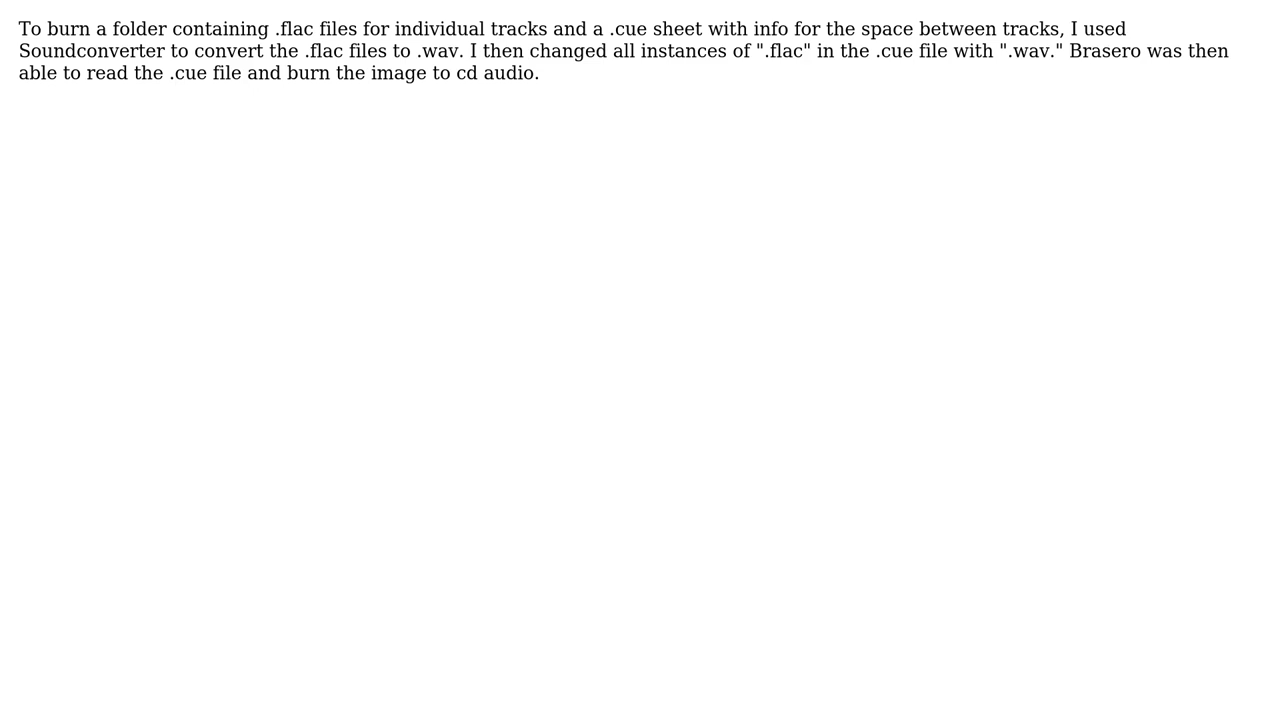 To burn a folder containing .flac files for individual tracks and a .cue sheet with info for the space between tracks, I used
Soundconverter to convert the .flac files to .wav. I then changed all instances of ".flac" in the .cue file with ".wav." Brasero was then
able to read the .cue file and burn the image to cd audio.